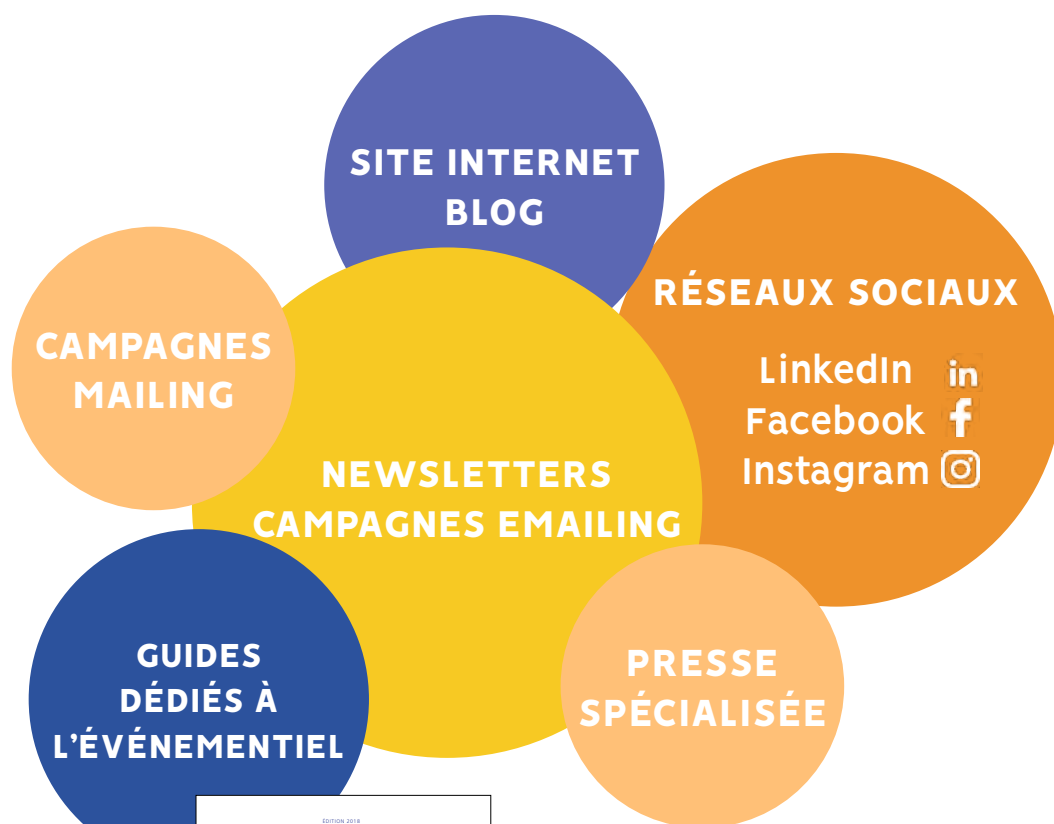 SITE INTERNET
BLOG
RÉSEAUX SOCIAUX
LinkedIn in
Facebook f
Instagram
CAMPAGNES
MAILING
NEWSLETTERS
CAMPAGNES EMAILING
GUIDES
DÉDIÉS À
L'ÉVÉNEMENTIEL
PRESSE
SPÉCIALISÉE
ÉDITION 2018